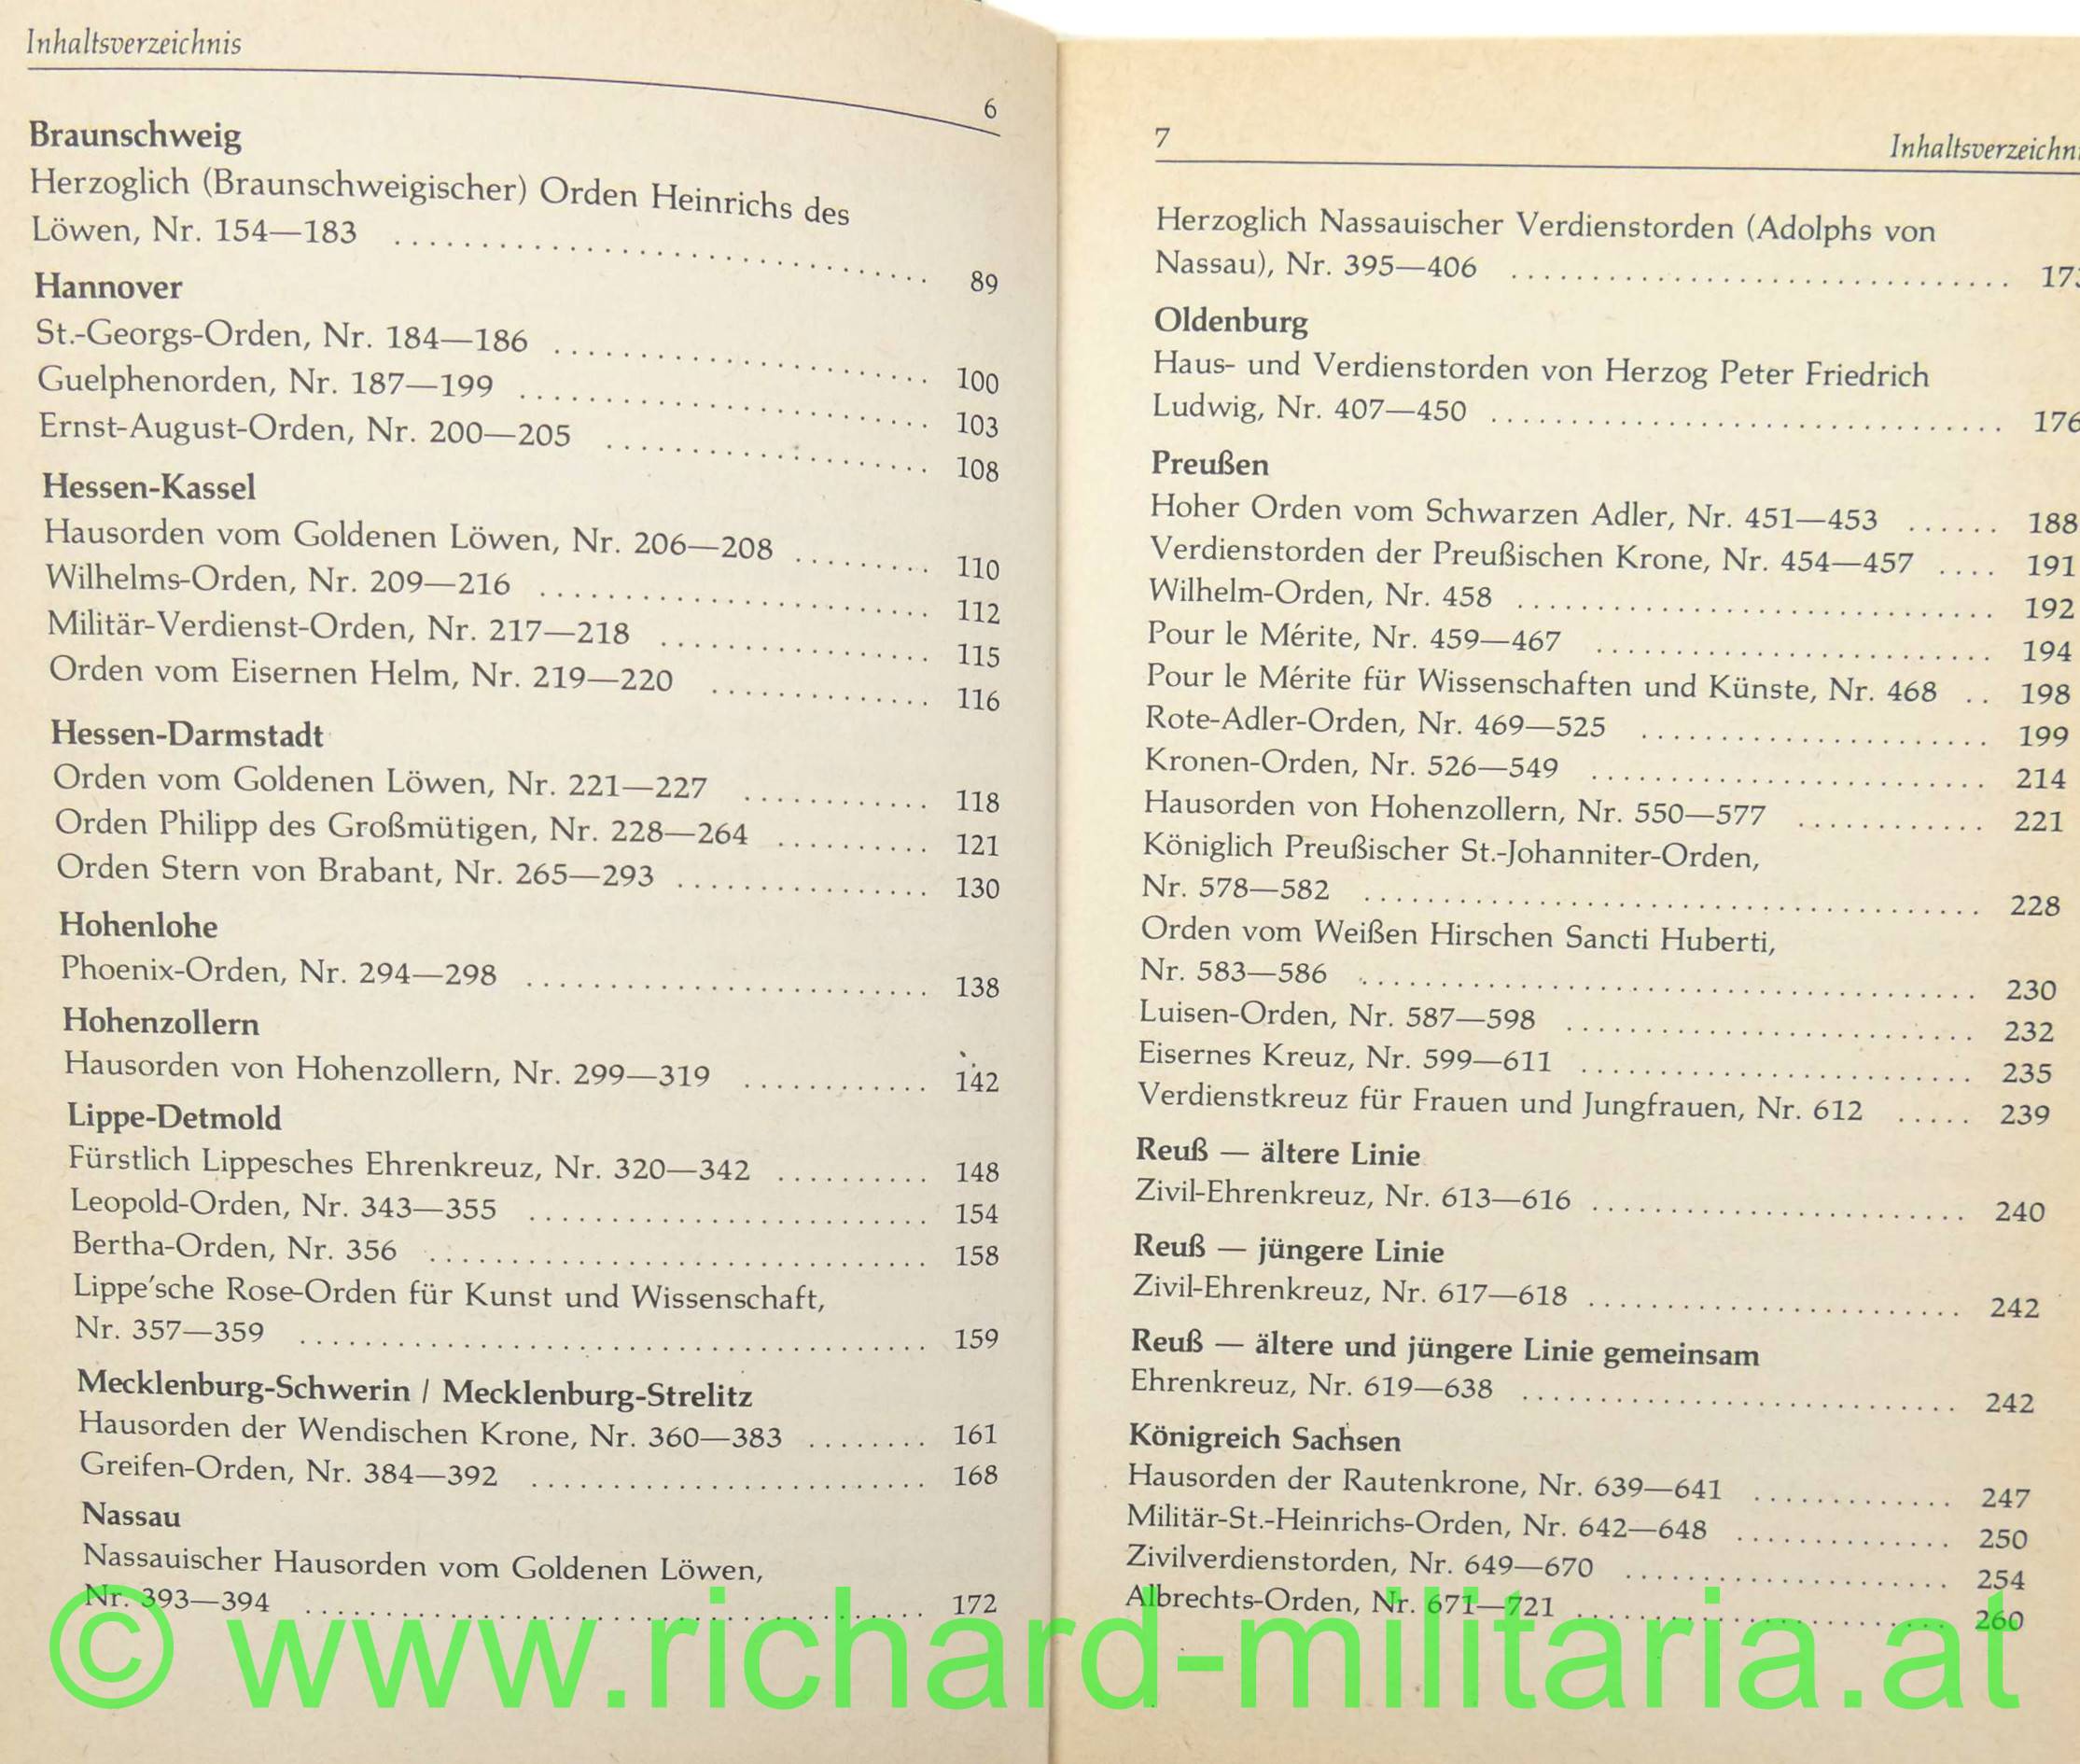 Inhaltsverzeichnis
6
Braunschweig
Herzoglich (Braunschweigischer) Orden Heinrichs des
Löwen, Nr. 154—183 .................................. 89
Hannover
St.-Georgs-Orden, Nr. 184—186 ........................ 100
Guelphenorden, Nr. 187—199 .......................... 103
Ernst-August-Orden, Nr. 200—205 ..................... 108
Hessen-Kassel
Hausorden vom Goldenen Löwen, Nr. 206—208 ......... 110
Wilhelms-Orden, Nr. 209—216 ......................... 112
Militär-Verdienst-Orden, Nr. 217—218 ................. 115
Orden vom Eisernen Helm, Nr. 219—220 .............. 116
Hessen-Darmstadt
Orden vom Goldenen Löwen, Nr. 221—227 ............ 118
Orden Philipp des Großmütigen, Nr. 228—264 .......... 121
Orden Stern von Brabant, Nr. 265—293 ................ 130
Hohenlohe
Phoenix-Orden, Nr. 294—298 .......................... 138
Hohenzollern
Hausorden von Hohenzollern, Nr. 299—319 ............ 142
Lippe-Detmold
Fürstlich Lippesches Ehrenkreuz, Nr. 320—342 .......... 148
Leopold-Orden, Nr. 343—355 ......................... 154
Bertha-Orden, Nr. 356 ................................ 158
Lippe'sche Rose-Orden für Kunst und Wissenschaft,
Nr. 357—359 ........................................ 159
Mecklenburg-Schwerin / Mecklenburg-Strelitz
Hausorden der Wendischen Krone, Nr. 360—383 ........ 161
Greifen-Orden, Nr. 384—392 ......................... 168
Nassau
Nassauischer Hausorden vom Goldenen Löwen,
Nr. 393—394 ........................................ 172
7
Inhaltsverzeichn
Herzoglich Nassauischer Verdienstorden (Adolphs von
Nassau), Nr. 395—406 ................................ 173
Oldenburg
Haus- und Verdienstorden von Herzog Peter Friedrich
Ludwig, Nr. 407—450 ................................. 176
Preußen
Hoher Orden vom Schwarzen Adler, Nr. 451—453 ...... 188
Verdienstorden der Preußischen Krone, Nr. 454—457 .... 191
Wilhelm-Orden, Nr. 458 ............................... 192
Pour le Mérite, Nr. 459—467 .......................... 194
Pour le Mérite für Wissenschaften und Künste, Nr. 468 .. 198
Rote-Adler-Orden, Nr. 469—525 ...................... 199
Kronen-Orden, Nr. 526—549 ......................... 214
Hausorden von Hohenzollern, Nr. 550—577 ............ 221
Königlich Preußischer St.-Johanniter-Orden,
Nr. 578—582 ........................................ 228
Orden vom Weißen Hirschen Sancti Huberti,
Nr. 583—586 ........................................ 230
Luisen-Orden, Nr. 587—598 .......................... 232
Eisernes Kreuz, Nr. 599—611 ......................... 235
Verdienstkreuz für Frauen und Jungfrauen, Nr. 612 ..... 239
Reuß — ältere Linie
Zivil-Ehrenkreuz, Nr. 613—616 ........................ 240
Reuß — jüngere Linie
Zivil-Ehrenkreuz, Nr. 617—618 ........................ 242
Reuß — ältere und jüngere Linie gemeinsam
Ehrenkreuz, Nr. 619—638 ............................ 242
Königreich Sachsen
Hausorden der Rautenkrone, Nr. 639—641 ............. 247
Militär-St.-Heinrichs-Orden, Nr. 642—648 .............. 250
Zivilverdienstorden, Nr. 649—670 ..................... 254
Albrechts-Orden, Nr. 671—721 ........................ 260
© www.richard-militaria.at